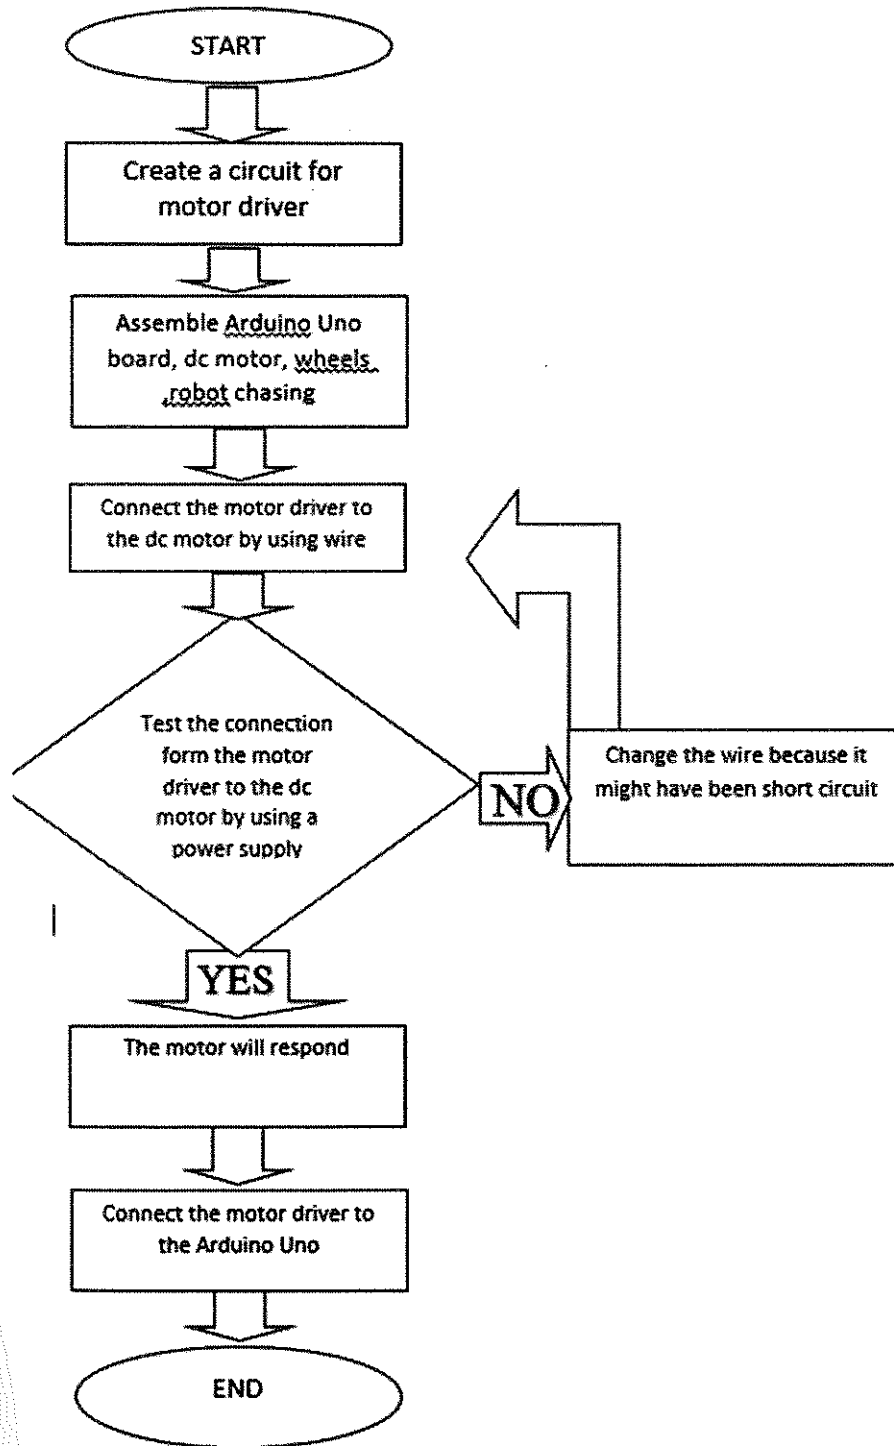 START
Create a circuit for
motor driver
Assemble Arduino Uno
board, dc motor, wheels
,robot chasing
Connect the motor driver to
the dc motor by using wire
Test the connection
form the motor
driver to the dc
motor by using a
power supply
NO
Change the wire because it
might have been short circuit
YES
The motor will respond
Connect the motor driver to
the Arduino Uno
END